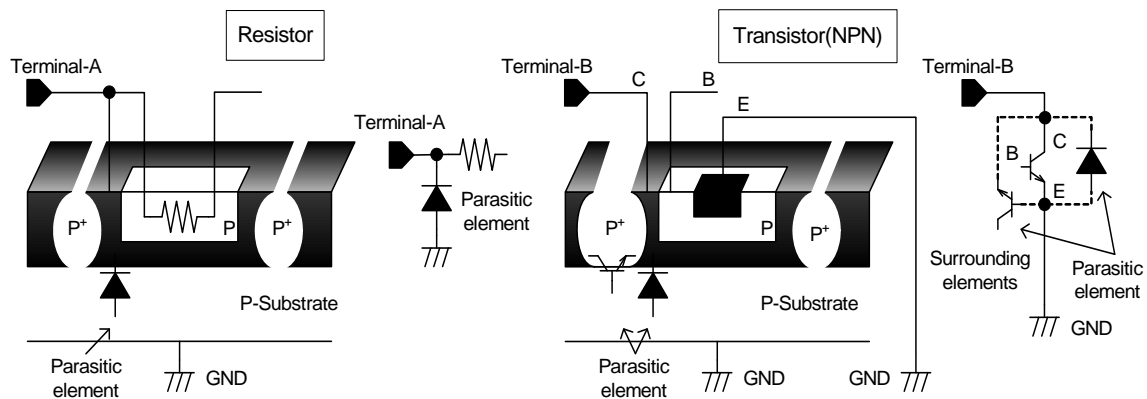 Resistor
Terminal-A
P⁺
P
P⁺
P-Substrate
Parasitic
element
GND
Terminal-A
Parasitic
element
Transistor(NPN)
Terminal-B
C
B
E
P⁺
P
P⁺
P-Substrate
Parasitic
element
GND
GND
Terminal-B
B
C
E
Surrounding
elements
Parasitic
element
GND